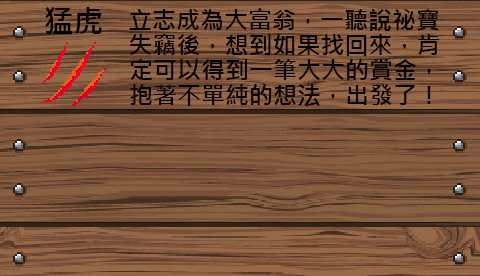 猛虎
立志成為大富翁，一聽說祕寶
失竊後，想到如果找回來，肯
定可以得到一筆大大的賞金，
抱著不單純的想法，出發了！